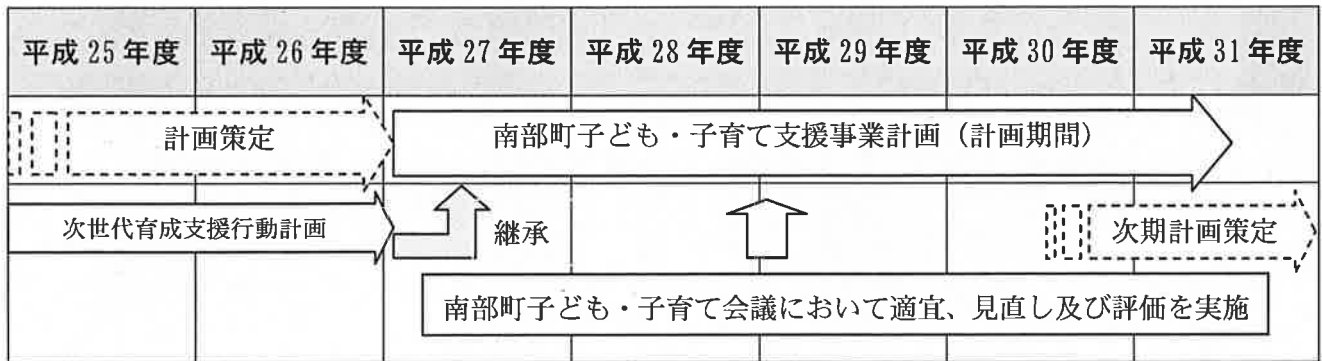 平成25年度 平成26年度 平成27年度 平成28年度 平成29年度 平成30年度 平成31年度
計画策定 南部町子ども・子育て支援事業計画（計画期間）
次世代育成支援行動計画 継承 次期計画策定
南部町子ども・子育て会議において適宜、見直し及び評価を実施